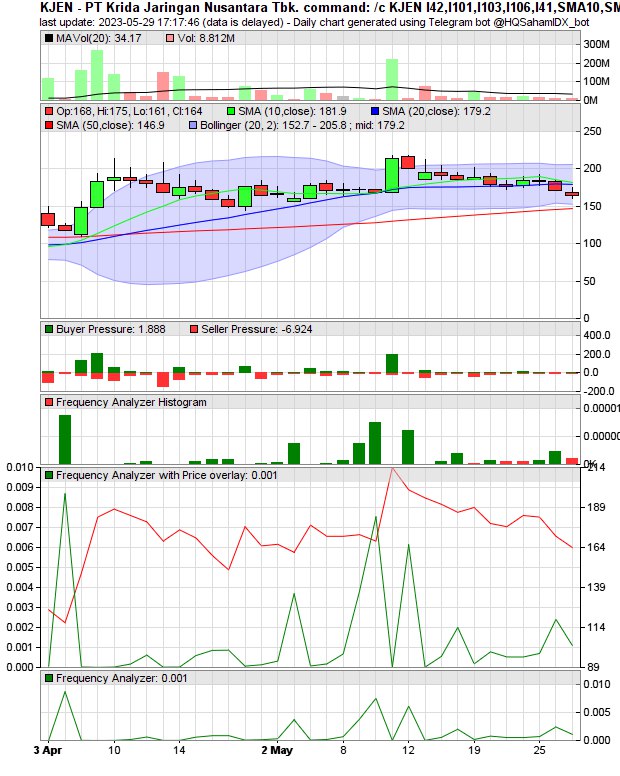 KJEN - PT Krida Jaringan Nusantara Tbk. command: /c KJEN I42,I101,I103,I106,I41,SMA10,SM
last update: 2023-05-29 17:17:46 (data is delayed) - Daily chart generated using Telegram bot @HQSahamIDX_bot
MAVol(20): 34.17 Vol: 8.812M
300M
200M
100M
0M
Op:168, Hi:175, Lo:161, Cl:164 SMA (10,close): 181.9 SMA (20,close): 179.2
SMA (50,close): 146.9 Bollinger (20, 2): 152.7 - 205.8 ; mid: 179.2
250
200
150
100
50
0
Buyer Pressure: 1.888 Seller Pressure: -6.924
400.0
200.0
0.0
-200.0
Frequency Analyzer Histogram
0.00001
0.00000
0K
0.010 214
Frequency Analyzer with Price overlay: 0.001
0.009
0.008 189
0.007
0.006 164
0.005
0.004 139
0.003
0.002 114
0.001
0.000 89
Frequency Analyzer: 0.001
0.010
0.005
0.000
3 Apr 10 14 2 May 8 12 19 25